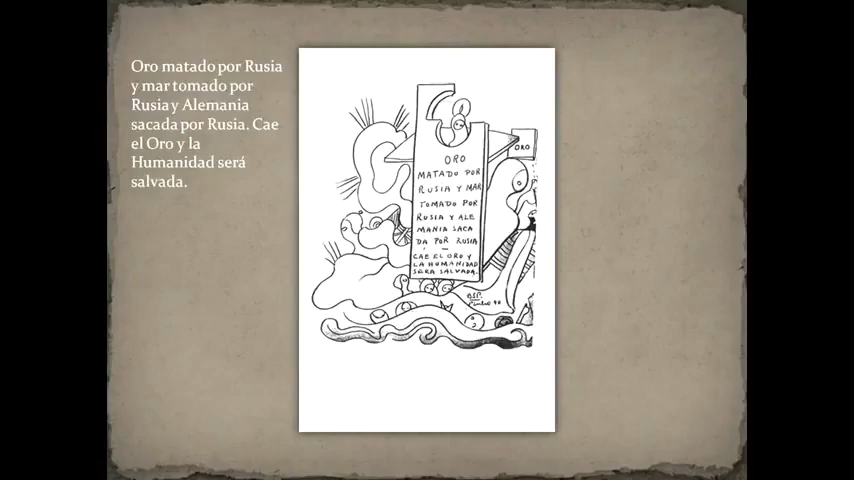 Oro matado por Rusia
y mar tomado por
Rusia y Alemania
sacada por Rusia. Cae
el Oro y la
Humanidad será
salvada.
ORO
ORO
MATADO POR
RUSIA Y MAR
TOMADO POR
RUSIA Y ALE
MANIA SACA
DA POR RUSIA
CAE EL ORO Y
LA HUMANIDAD
SERA SALVADA.
BSP.